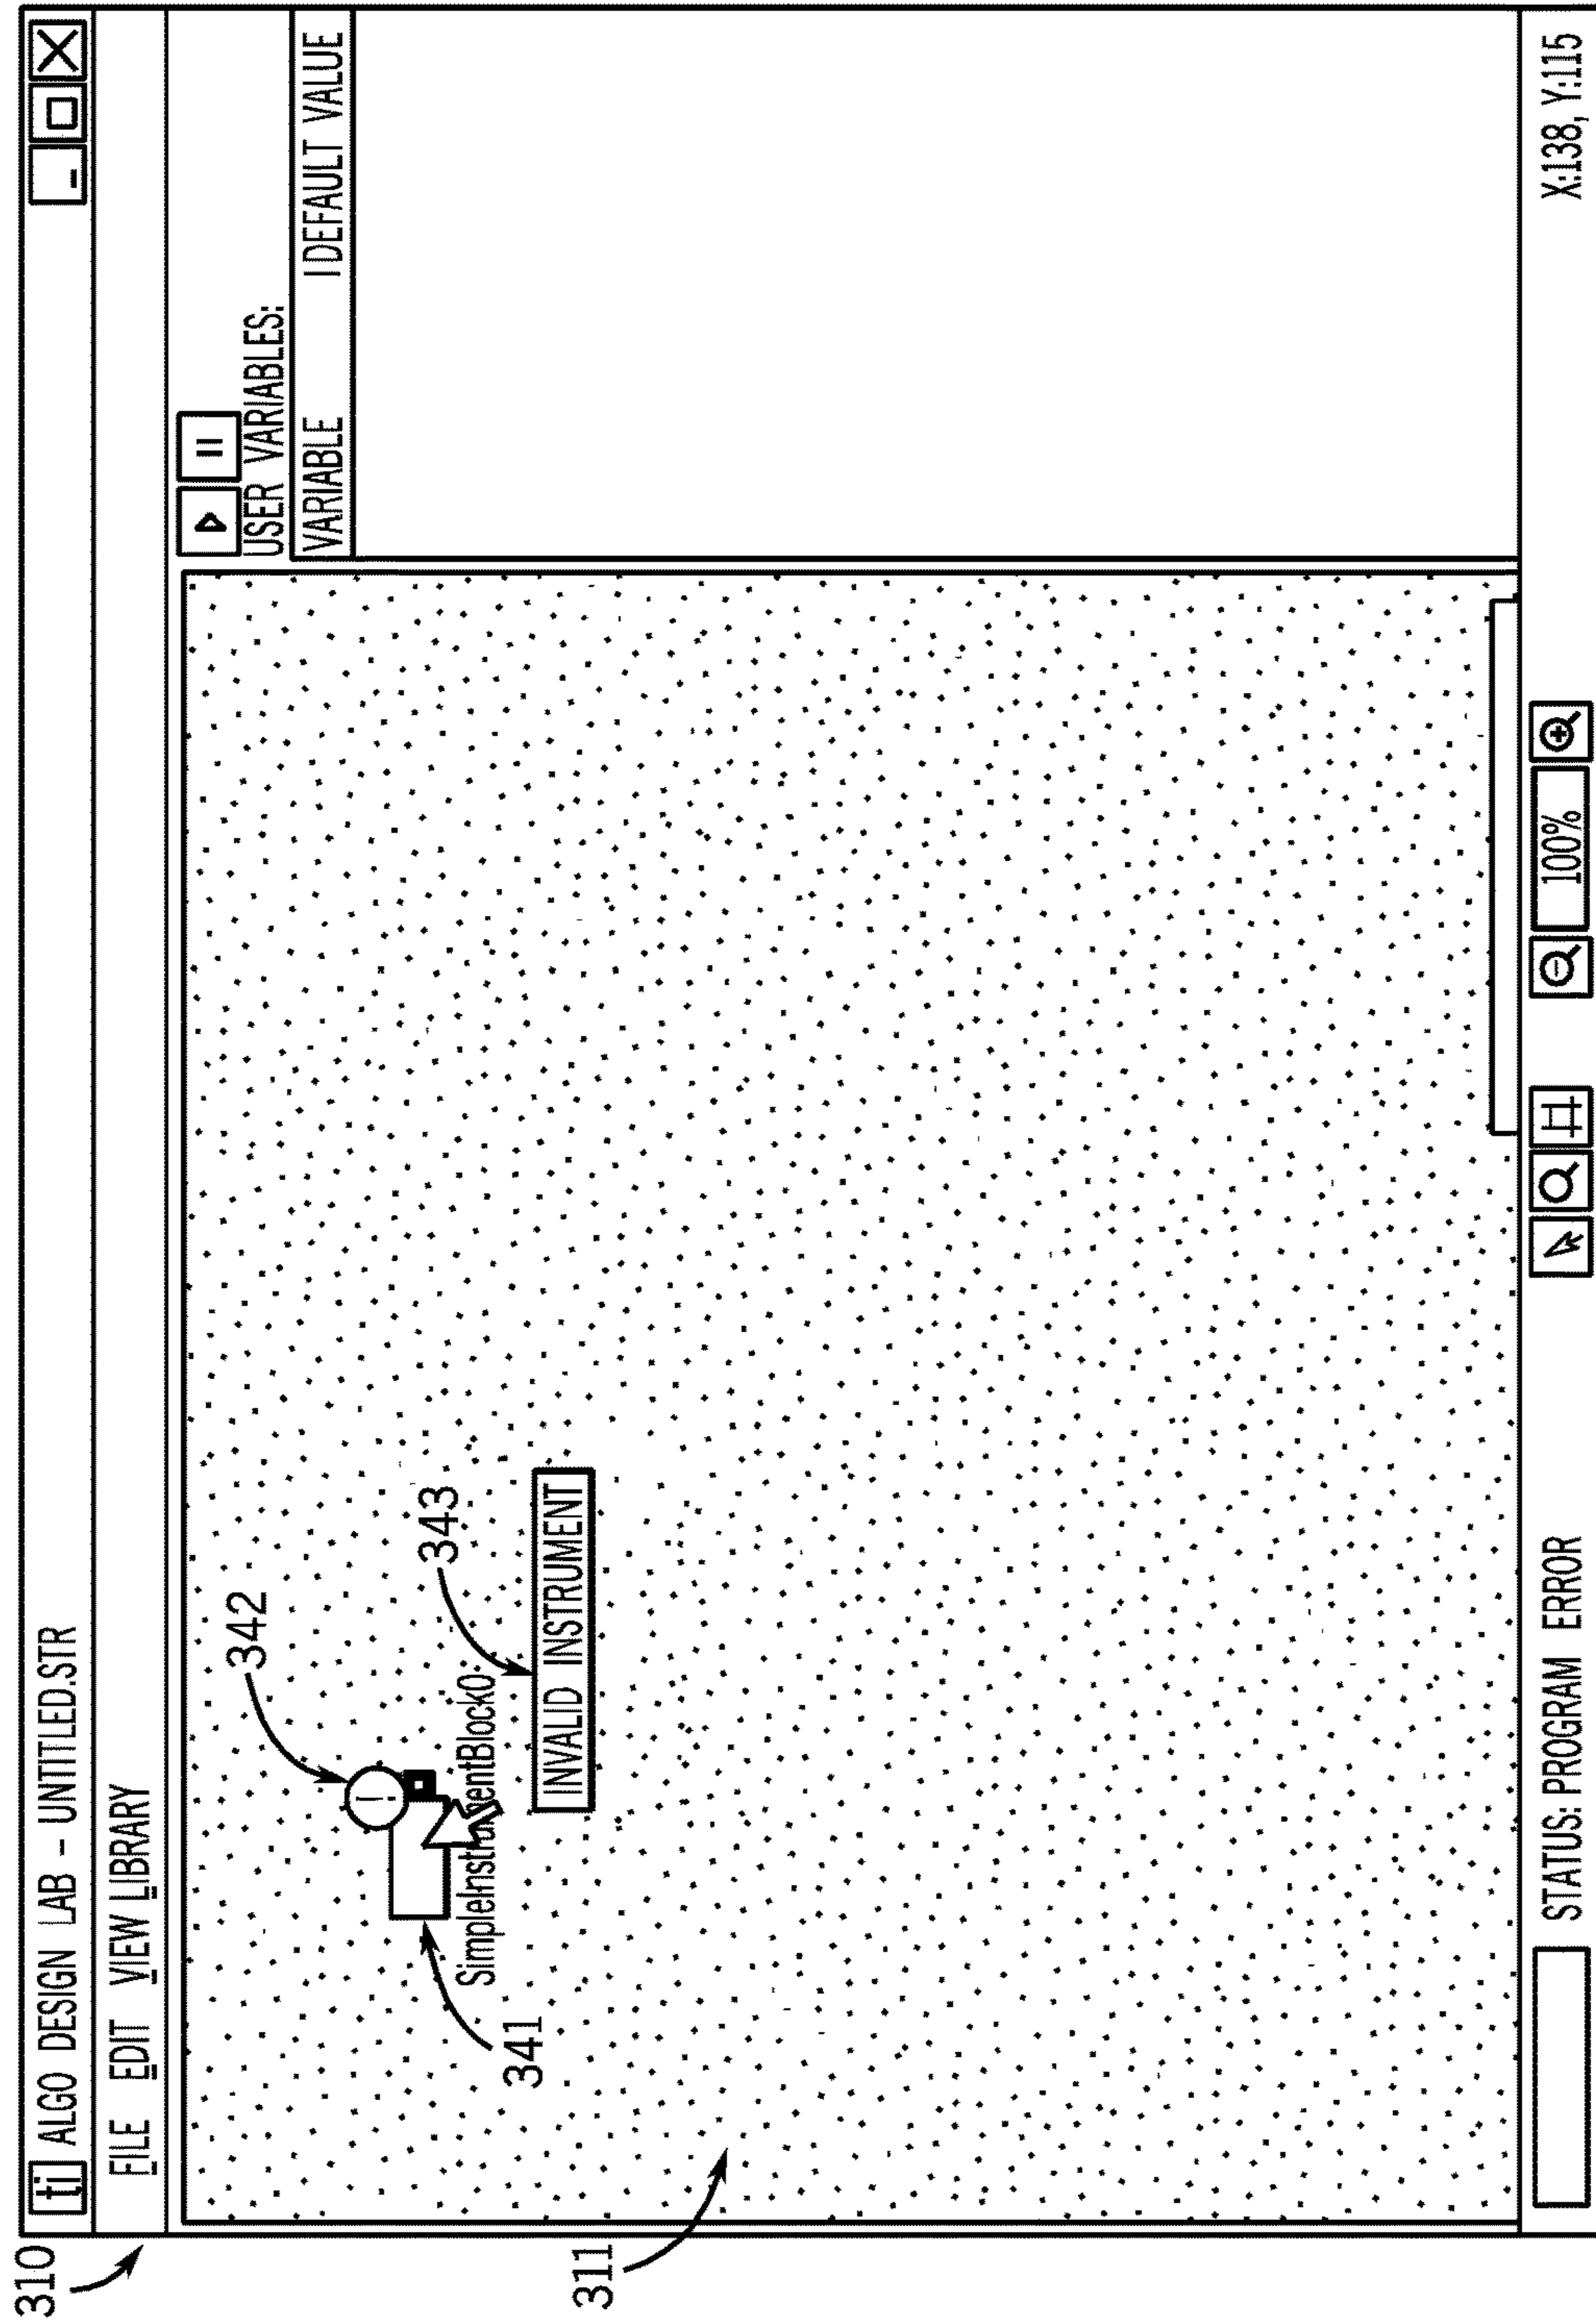 310
ti ALGO DESIGN LAB – UNTITLED.STR
FILE EDIT VIEW LIBRARY
USER VARIABLES:
VARIABLE | DEFAULT VALUE
342
!
343
341
SimpleInstrumentBlock0
INVALID INSTRUMENT
311
STATUS: PROGRAM ERROR
100%
X:138, Y:115